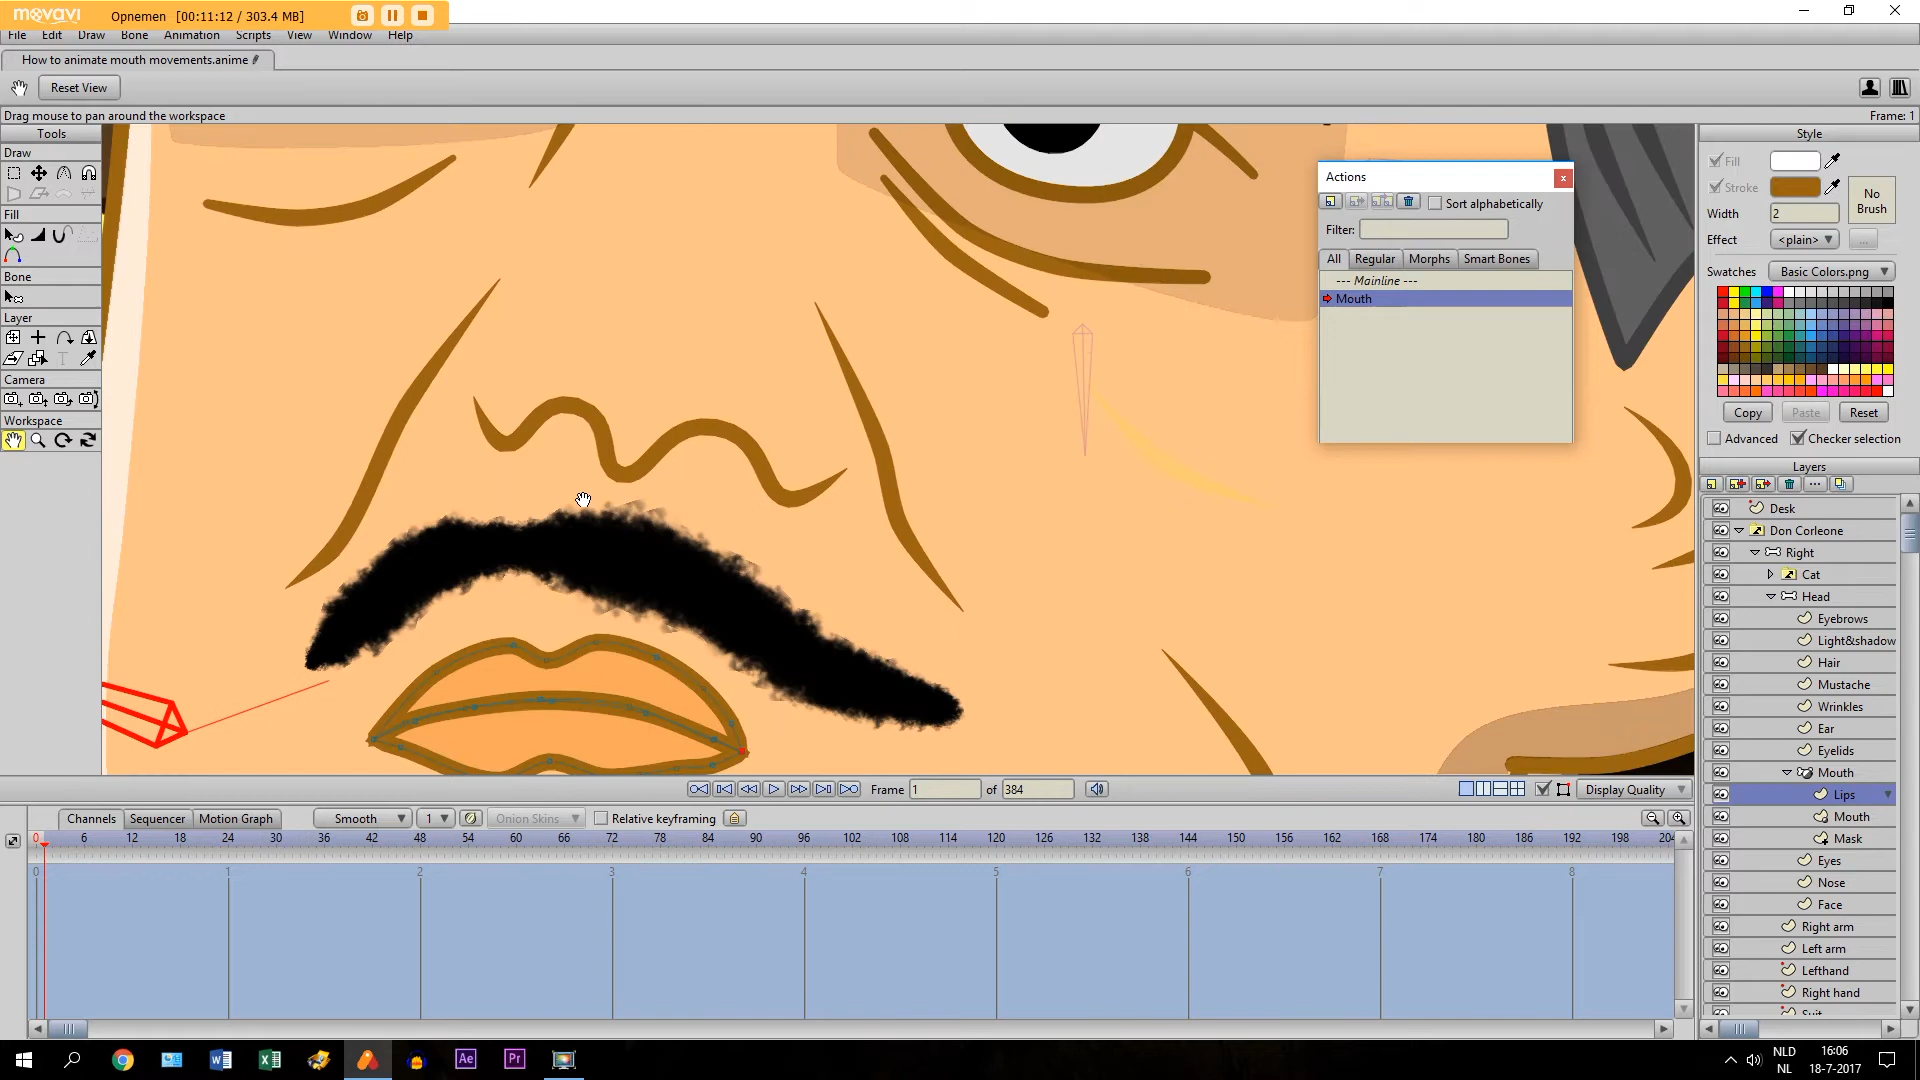 movavi
Opnemen [00:11:12 / 303.4 MB]
File Edit Draw Bone Animation Scripts View Window Help
How to animate mouth movements.anime
Reset View
Drag mouse to pan around the workspace
Frame: 1
Tools
Draw
Fill
Bone
Layer
Camera
Workspace
Actions
Sort alphabetically
Filter:
All Regular Morphs Smart Bones
--- Mainline ---
Mouth
Style
Fill
Stroke
No Brush
Width 2
Effect <plain> ...
Swatches Basic Colors.png
Copy Paste Reset
Advanced Checker selection
Layers
Desk
Don Corleone
Right
Cat
Head
Eyebrows
Light&shadow
Hair
Mustache
Wrinkles
Ear
Eyelids
Mouth
Lips
Mouth
Mask
Eyes
Nose
Face
Right arm
Left arm
Lefthand
Right hand
Suit
Frame 1 of 384
Display Quality
Channels Sequencer Motion Graph Smooth 1 Onion Skins Relative keyframing
0 6 12 18 24 30 36 42 48 54 60 66 72 78 84 90 96 102 108 114 120 126 132 138 144 150 156 162 168 174 180 186 192 198 204
0 1 2 3 4 5 6 7 8
Ae Pr
NLD
NL
16:06
18-7-2017